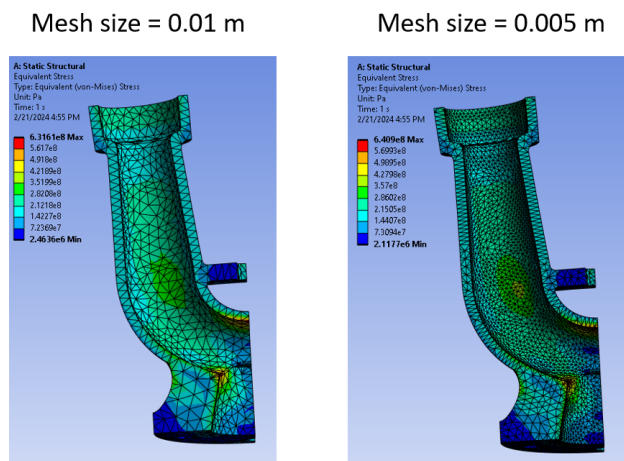 Mesh size = 0.01 m
A: Static Structural
Equivalent Stress
Type: Equivalent (von-Mises) Stress
Unit: Pa
Time: 1 s
2/21/2024 4:55 PM
6.3161e8 Max
5.617e8
4.918e8
4.2189e8
3.5199e8
2.8208e8
2.1218e8
1.4227e8
7.2369e7
2.4636e6 Min
Mesh size = 0.005 m
A: Static Structural
Equivalent Stress
Type: Equivalent (von-Mises) Stress
Unit: Pa
Time: 1 s
2/21/2024 4:55 PM
6.409e8 Max
5.6993e8
4.9895e8
4.2798e8
3.57e8
2.8602e8
2.1505e8
1.4407e8
7.3094e7
2.1177e6 Min